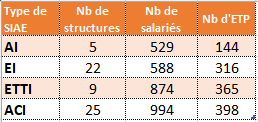 Type de SIAE Nb de structures Nb de salariés Nb d'ETP
AI 5 529 144
EI 22 588 316
ETTI 9 874 365
ACI 25 994 398